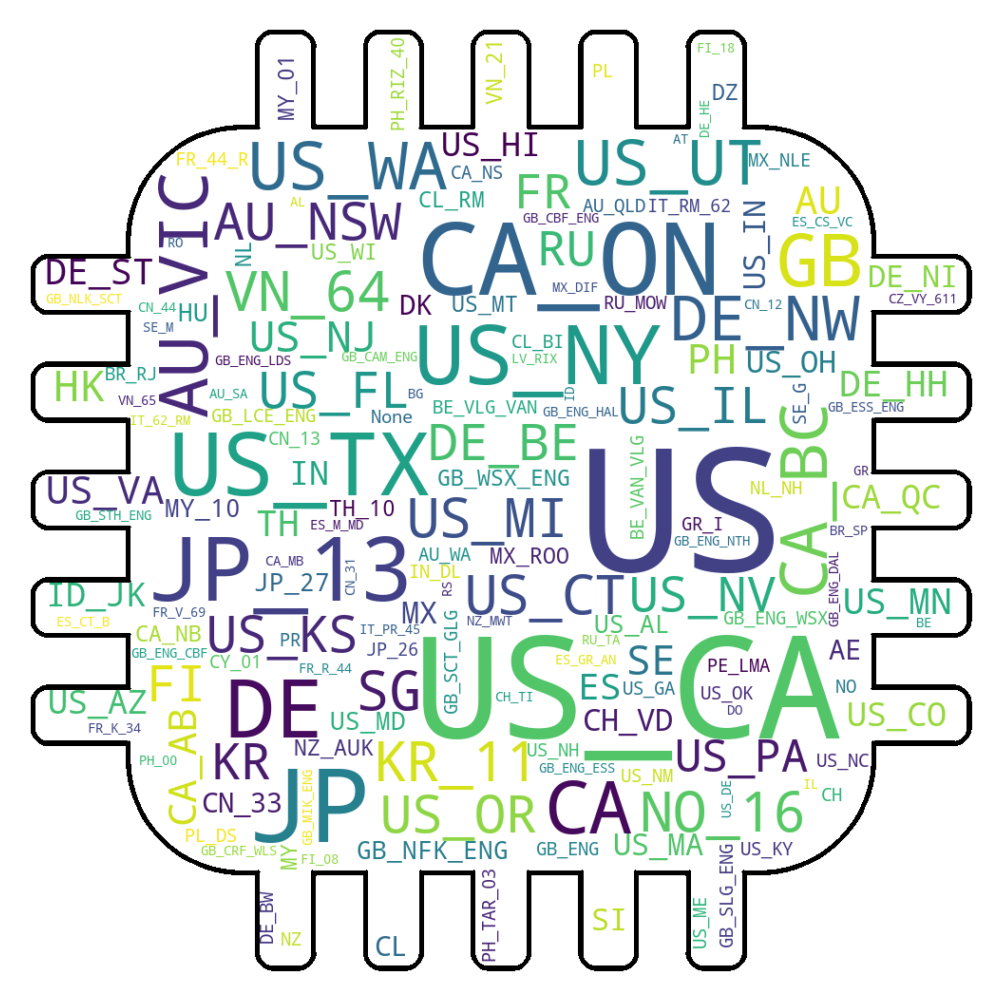 MY_01
PH_RIZ_40
VN_21
PL
FI_18
DZ
DE_HE
FR_44_R
US_WA
US_HI
CA_NS
US_UT
AT
MX_NLE
AL
AU_NSW
CL_RM
FR
GB_CBF_ENG
AU_QLD
IT_RM_62
US_IN
AU
ES_CS_VC
AU_VIC
RO
NL
US_WI
CA_ON
RU
GB
DE_ST
GB_NLK_SCT
CN_44
SE_M
HU
VN_64
DK
US_MT
MX_DIF
RU_MOW
DE_NW
CN_12
DE_NI
CZ_VY_611
US_NJ
GB_ENG_LDS
GB_CAM_ENG
US_NY
CL_BI
LV_RIX
PH
US_OH
HK
BR_RJ
VN_65
IT_62_RM
AU_SA
US_FL
BG
GB_LCE_ENG
None
BE_VLG_VAN
ID
GB_ENG_HAL
US_IL
SE_G
DE_HH
GB_ESS_ENG
US_TX
CN_13
IN
DE_BE
GB_WSX_ENG
BE_VAN_VLG
US
CA_BC
GR
US_VA
GB_STH_ENG
MY_10
TH
TH_10
ES_M_MD
US_MI
GR_I
GB_ENG_NTH
NL_NH
CA_QC
BR_SP
JP_13
CA_MB
JP_27
CN_31
AU_WA
IN_DL
MX_ROO
RS
GB_ENG_DAL
ID_JK
FR_V_69
ES_CT_B
US_KS
PR
MX
US_CT
NZ_MWT
US_NV
GB_ENG_WSX
US_MN
BE
CA_NB
GB_ENG_CBF
CY_01
FR_R_44
IT_PR_45
JP_26
GB_SCT_GLG
US_AL
RU_TA
ES_GR_AN
SE
PE_LMA
AE
FI
DE
SG
US_CA
CH_TI
ES
US_GA
US_OK
DO
NO
US_AZ
FR_K_34
CA_AB
US_MD
CH_VD
US_CO
PH_00
KR
NZ_AUK
KR_11
US_NH
GB_ENG_ESS
US_NM
US_PA
US_NC
CN_33
JP
GB_MIK_ENG
US_OR
CA
NO_16
US_DE
IL
CH
PL_DS
GB_CRF_WLS
MY
FI_08
GB_NFK_ENG
GB_ENG
US_MA
US_KY
DE_BW
NZ
CL
PH_TAR_03
SI
US_ME
GB_SLG_ENG